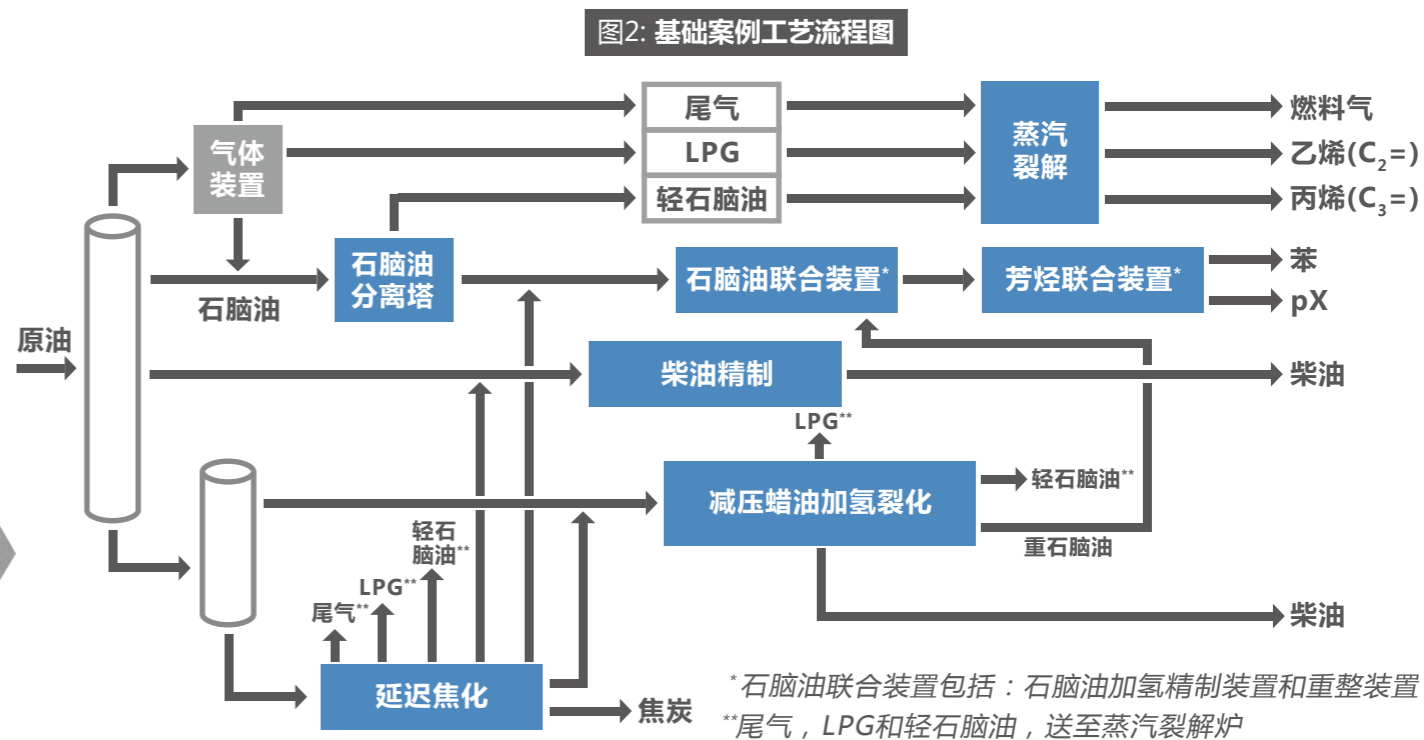 图2: 基础案例工艺流程图
尾气
LPG
轻石脑油
气体
装置
蒸汽
裂解
燃料气
乙烯(C₂=)
丙烯(C₃=)
石脑油
石脑油
分离塔
石脑油联合装置*
芳烃联合装置*
苯
pX
原油
柴油精制
柴油
LPG**
减压蜡油加氢裂化
轻石脑油**
重石脑油
轻石
脑油**
LPG**
尾气**
柴油
延迟焦化
焦炭
*石脑油联合装置包括：石脑油加氢精制装置和重整装置
**尾气，LPG和轻石脑油，送至蒸汽裂解炉